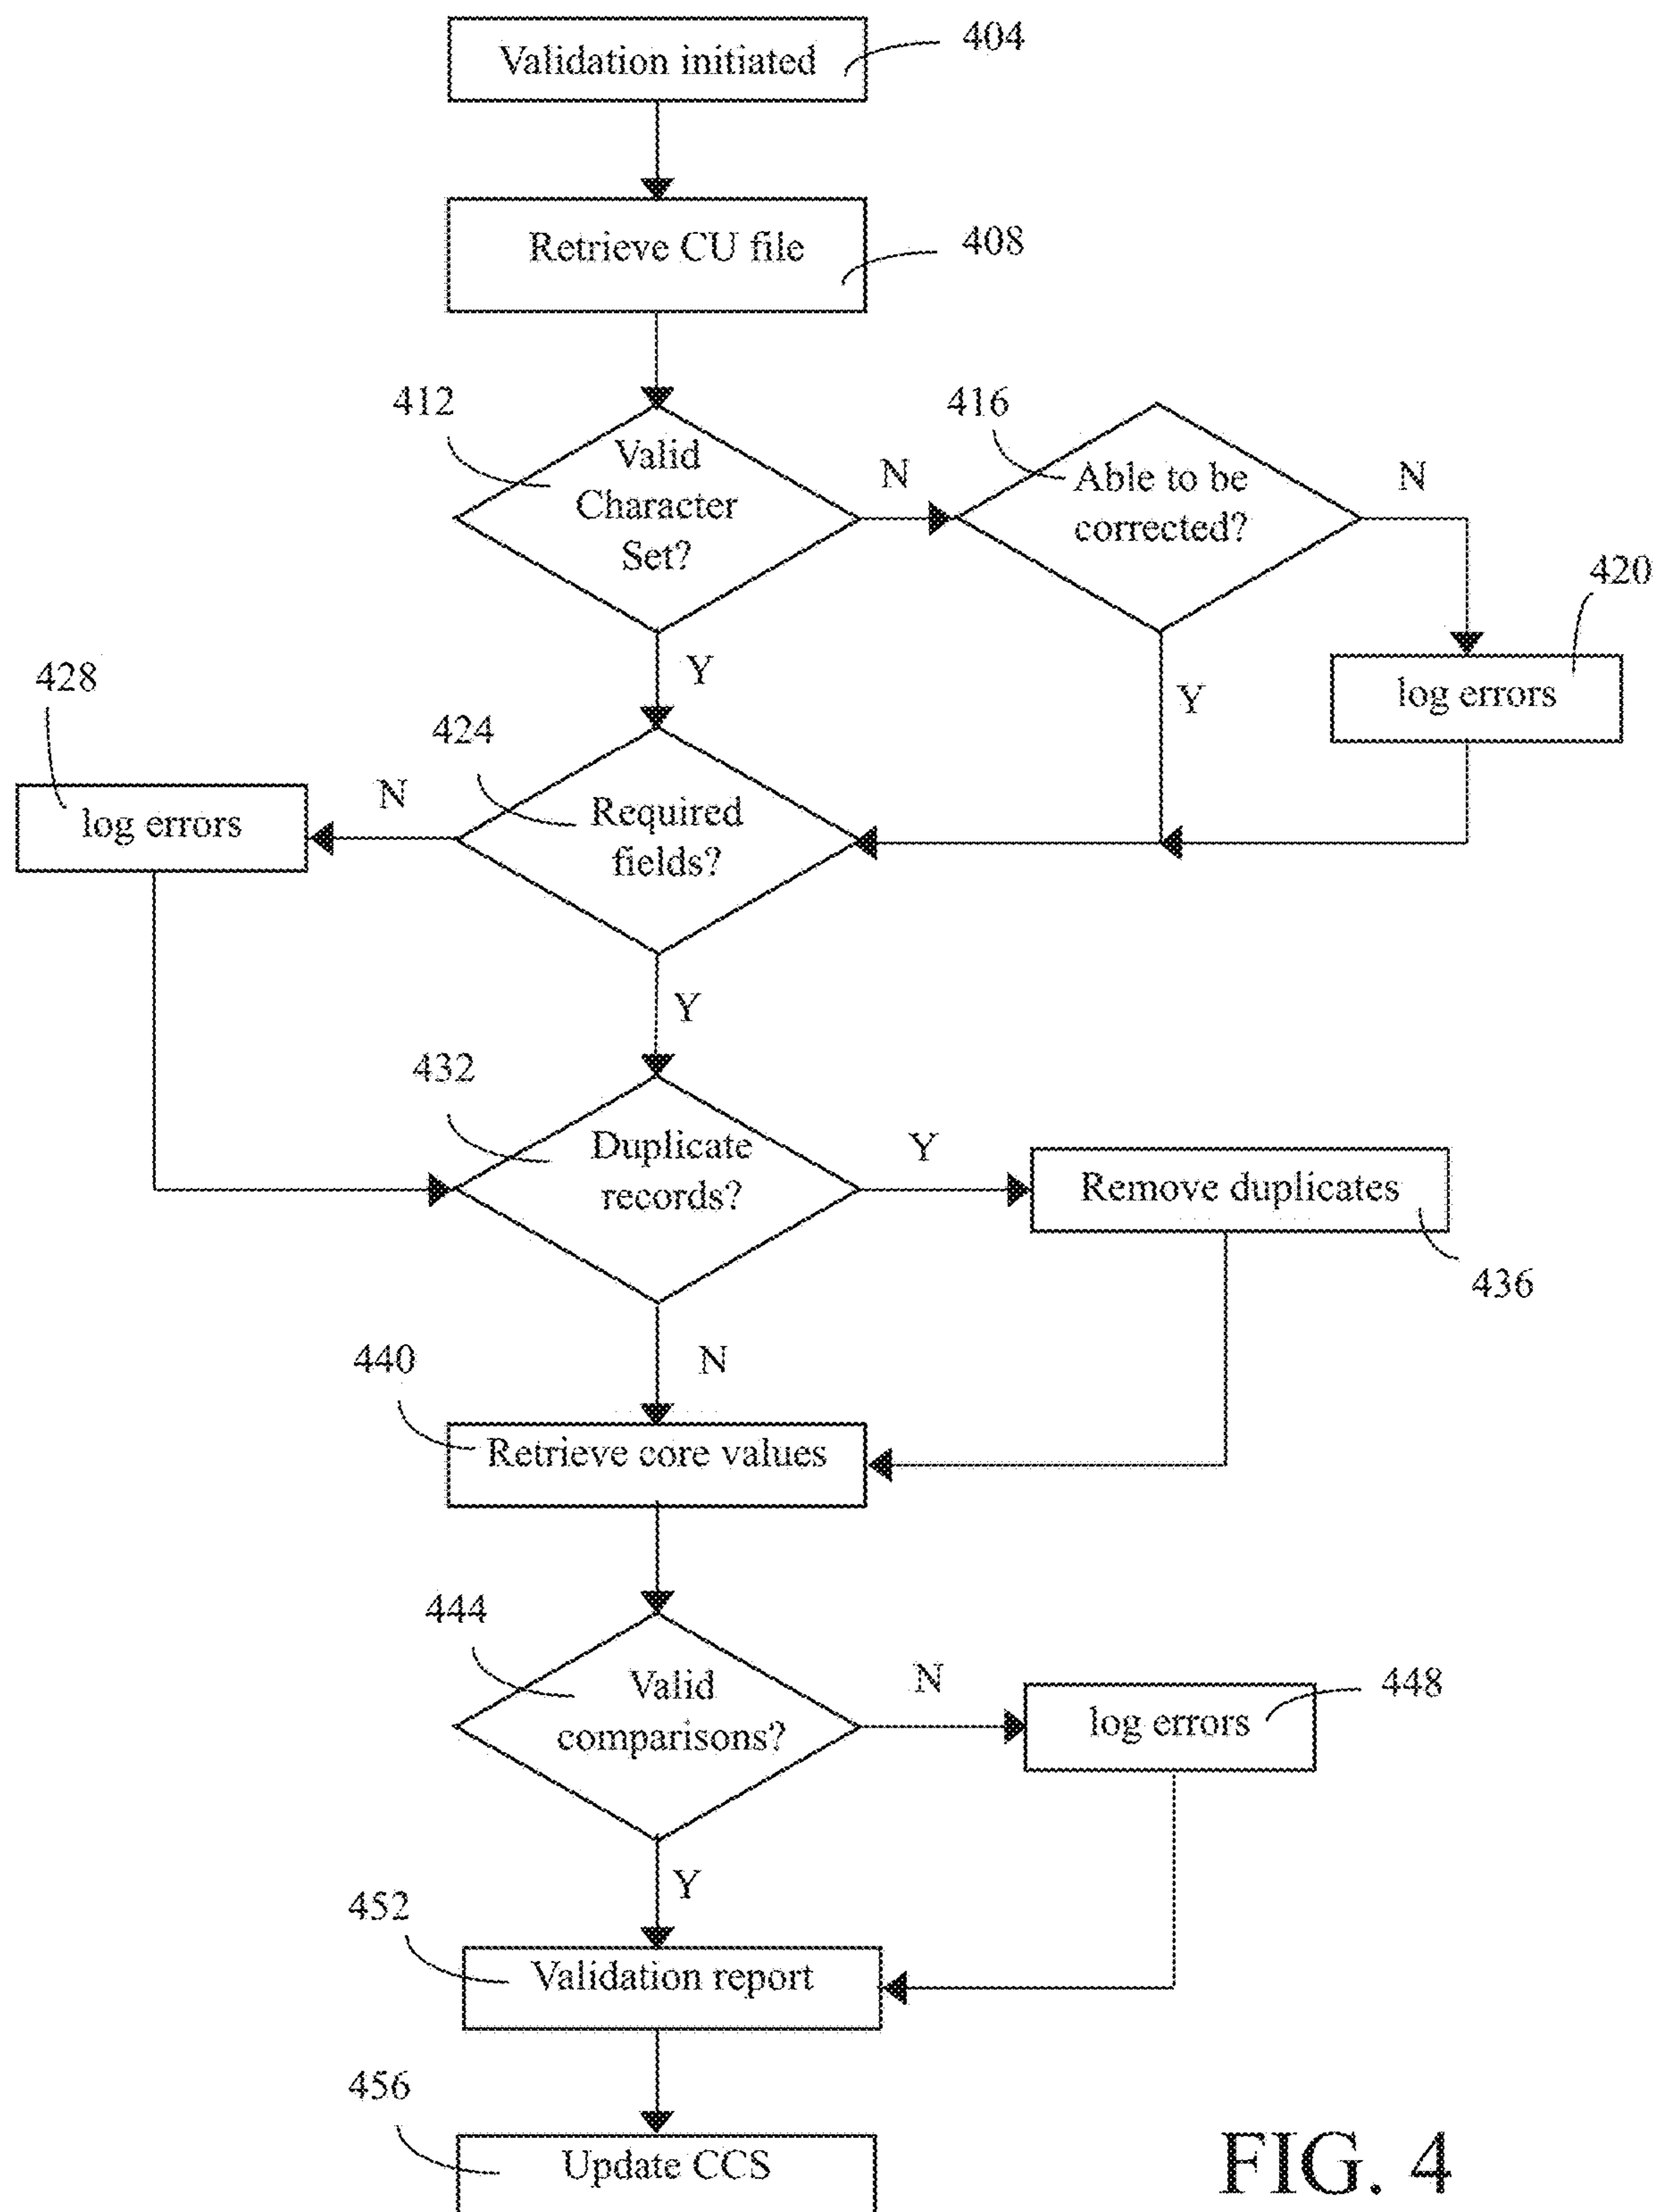 Validation initiated
404
Retrieve CU file
408
412
Valid
Character
Set?
N
416
Able to be
corrected?
N
420
log errors
Y
Y
428
log errors
N
424
Required
fields?
Y
432
Duplicate
records?
Y
Remove duplicates
436
N
440
Retrieve core values
444
Valid
comparisons?
N
log errors
448
Y
452
Validation report
456
Update CCS
FIG. 4